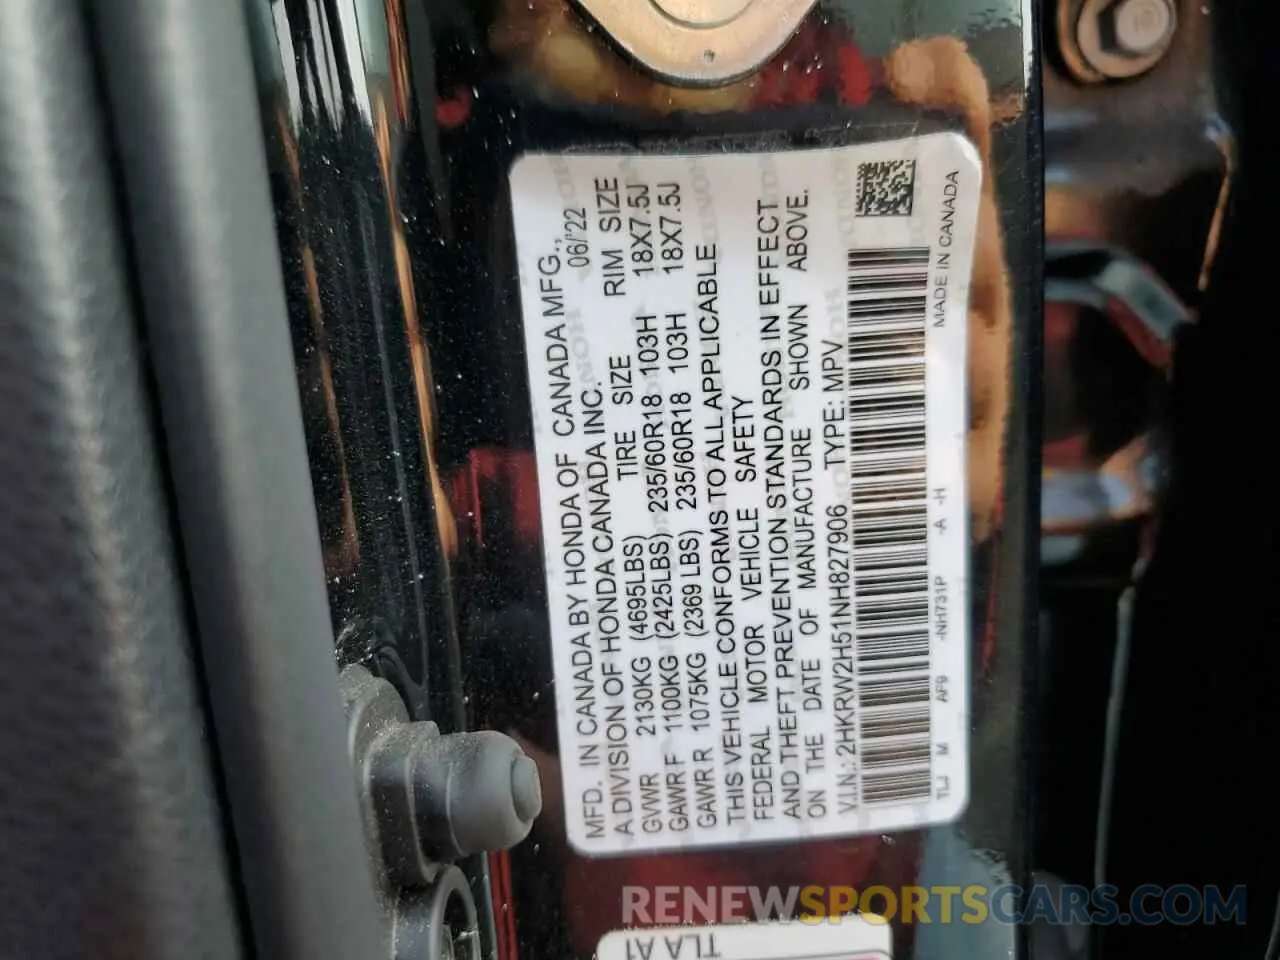 MFD. IN CANADA BY HONDA OF CANADA MFG.,
A DIVISION OF HONDA CANADA INC. 06/'22
GVWR 2130KG (4695LBS) TIRE SIZE RIM SIZE
GAWR F 1100KG (2425LBS) 235/60R18 103H 18X7.5J
GAWR R 1075KG (2369 LBS) 235/60R18 103H 18X7.5J
THIS VEHICLE CONFORMS TO ALL APPLICABLE
FEDERAL MOTOR VEHICLE SAFETY
AND THEFT PREVENTION STANDARDS IN EFFECT
ON THE DATE OF MANUFACTURE SHOWN ABOVE.
V.I.N.: 2HKRW2H51NH827906 TYPE: MPV
TLJ M AF9 -NH731P -A -H MADE IN CANADA
TLA
RENEWSPORTSCARS.COM